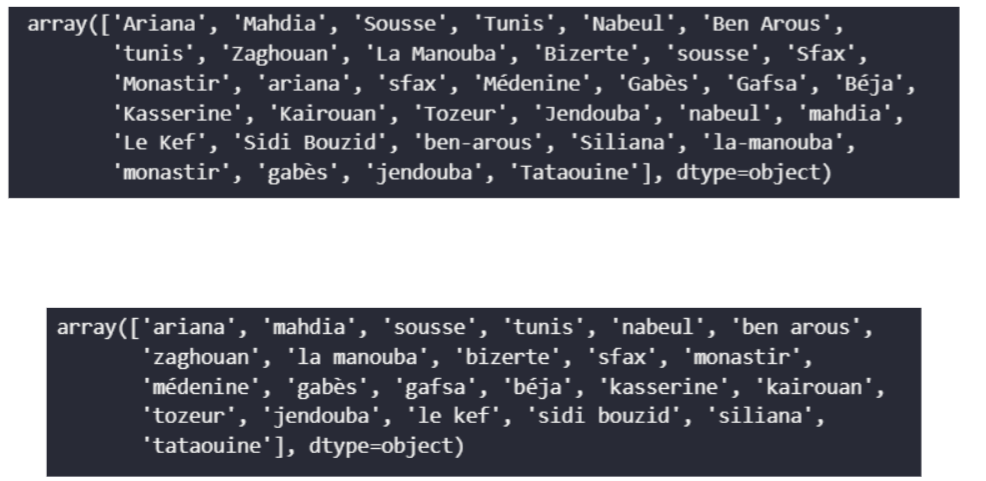 array(['Ariana', 'Mahdia', 'Sousse', 'Tunis', 'Nabeul', 'Ben Arous',
'tunis', 'Zaghouan', 'La Manouba', 'Bizerte', 'sousse', 'Sfax',
'Monastir', 'ariana', 'sfax', 'Médenine', 'Gabès', 'Gafsa', 'Béja',
'Kasserine', 'Kairouan', 'Tozeur', 'Jendouba', 'nabeul', 'mahdia',
'Le Kef', 'Sidi Bouzid', 'ben-arous', 'Siliana', 'la-manouba',
'monastir', 'gabès', 'jendouba', 'Tataouine'], dtype=object)
array(['ariana', 'mahdia', 'sousse', 'tunis', 'nabeul', 'ben arous',
'zaghouan', 'la manouba', 'bizerte', 'sfax', 'monastir',
'médenine', 'gabès', 'gafsa', 'béja', 'kasserine', 'kairouan',
'tozeur', 'jendouba', 'le kef', 'sidi bouzid', 'siliana',
'tataouine'], dtype=object)